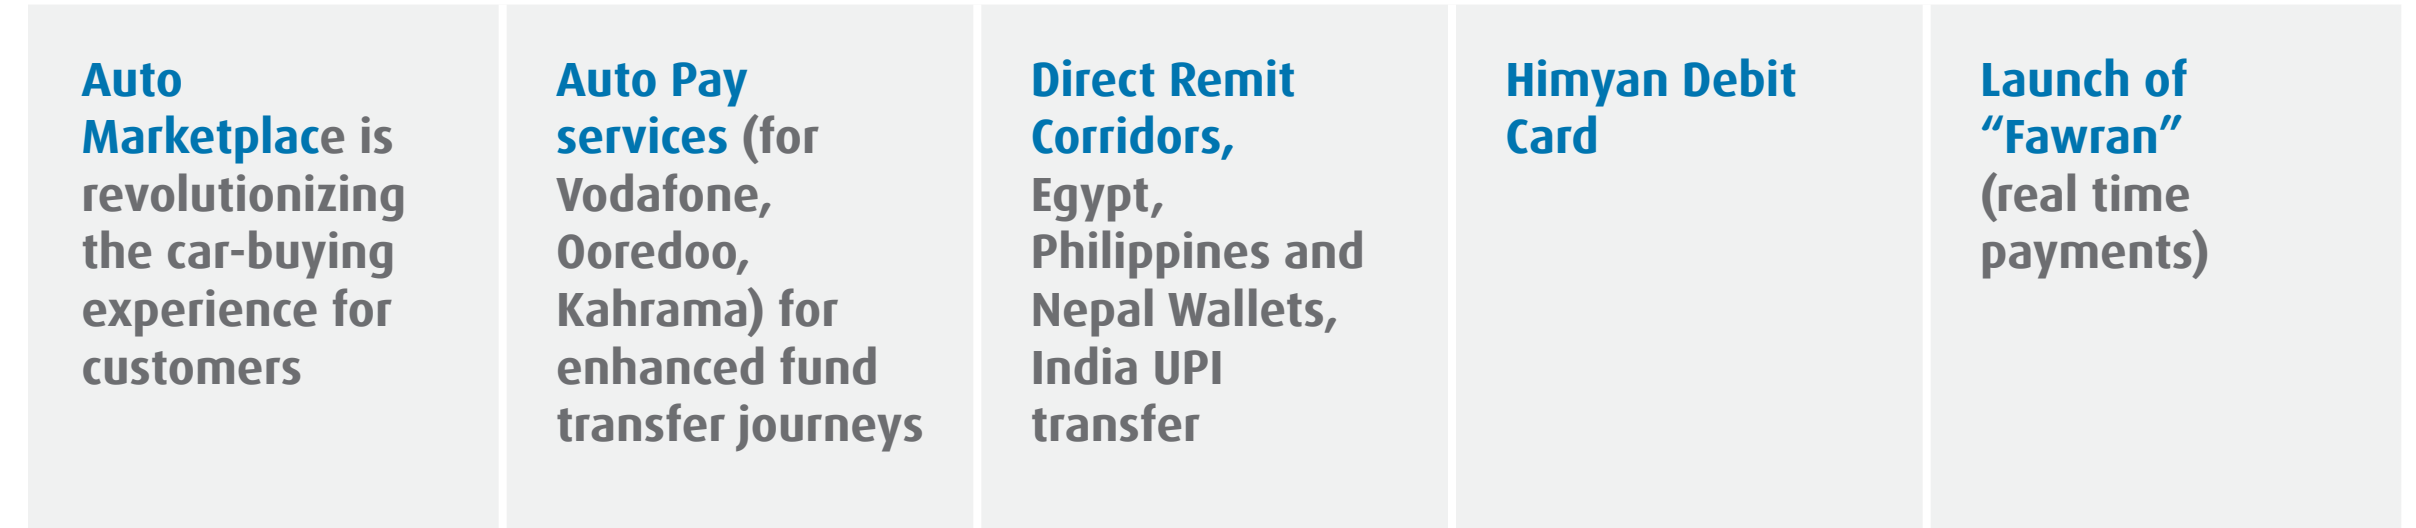 Auto
Marketplace is
revolutionizing
the car-buying
experience for
customers
Auto Pay
services (for
Vodafone,
Ooredoo,
Kahrama) for
enhanced fund
transfer journeys
Direct Remit
Corridors,
Egypt,
Philippines and
Nepal Wallets,
India UPI
transfer
Himyan Debit
Card
Launch of
“Fawran”
(real time
payments)